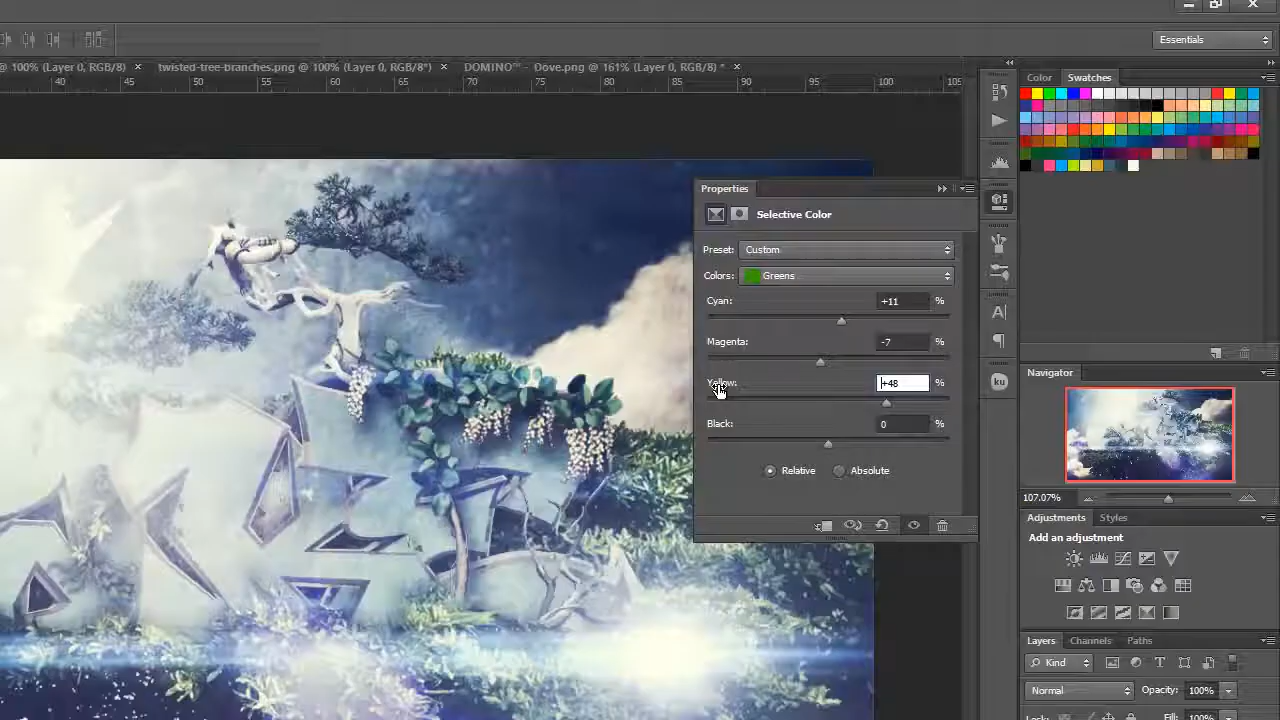 Essentials
@ 100% (Layer 0, RGB/8) × twisted-tree-branches.png @ 100% (Layer 0, RGB/8*) × DOMINO™ - Dove.png @ 161% (Layer 0, RGB/8) * ×
40 45 50 55 60 65 70 75 80 85 90 95 100 105
Color Swatches
Properties
Selective Color
Preset: Custom
Colors: Greens
Cyan: +11 %
Magenta: -7 %
Yellow: +48 %
Black: 0 %
Relative Absolute
ku
Navigator
107.07%
Adjustments Styles
Add an adjustment
Layers Channels Paths
Kind
Normal Opacity: 100%
Lock: Fill: 100%